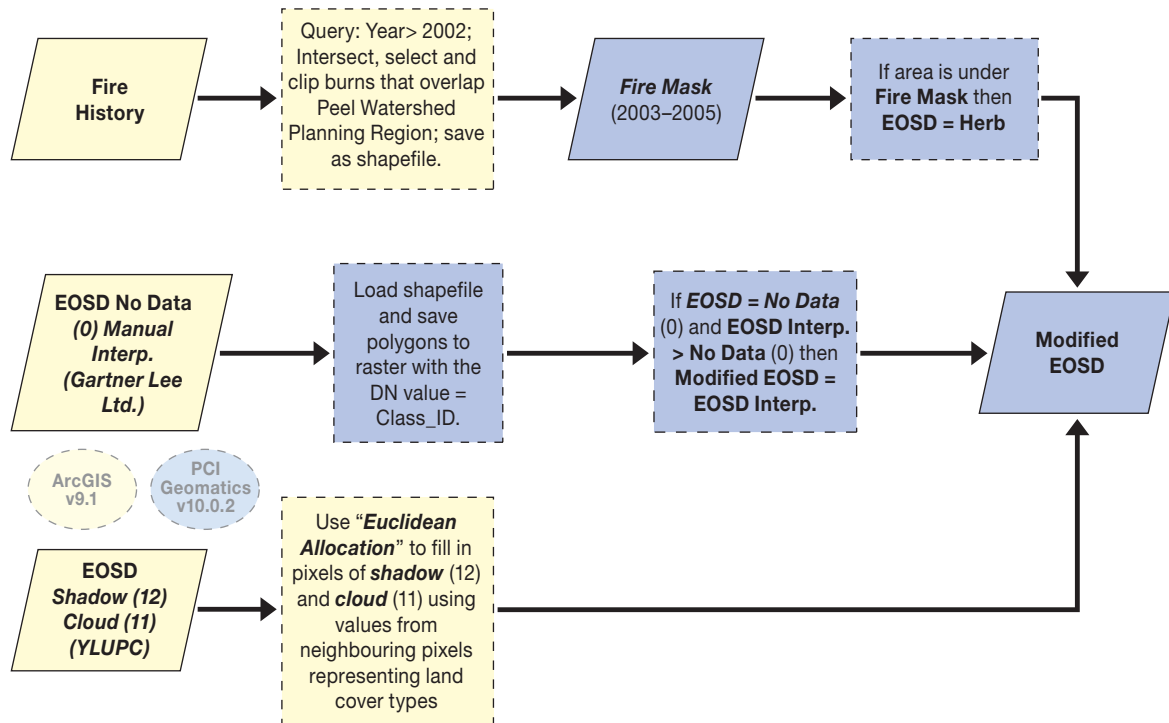 Fire
History
Query: Year> 2002;
Intersect, select and
clip burns that overlap
Peel Watershed
Planning Region; save
as shapefile.
Fire Mask
(2003–2005)
If area is under
Fire Mask then
EOSD = Herb
EOSD No Data
(0) Manual
Interp.
(Gartner Lee
Ltd.)
Load shapefile
and save
polygons to
raster with the
DN value =
Class_ID.
If EOSD = No Data
(0) and EOSD Interp.
> No Data (0) then
Modified EOSD =
EOSD Interp.
Modified
EOSD
ArcGIS
v9.1
PCI
Geomatics
v10.0.2
EOSD
Shadow (12)
Cloud (11)
(YLUPC)
Use “Euclidean
Allocation” to fill in
pixels of shadow (12)
and cloud (11) using
values from
neighbouring pixels
representing land
cover types